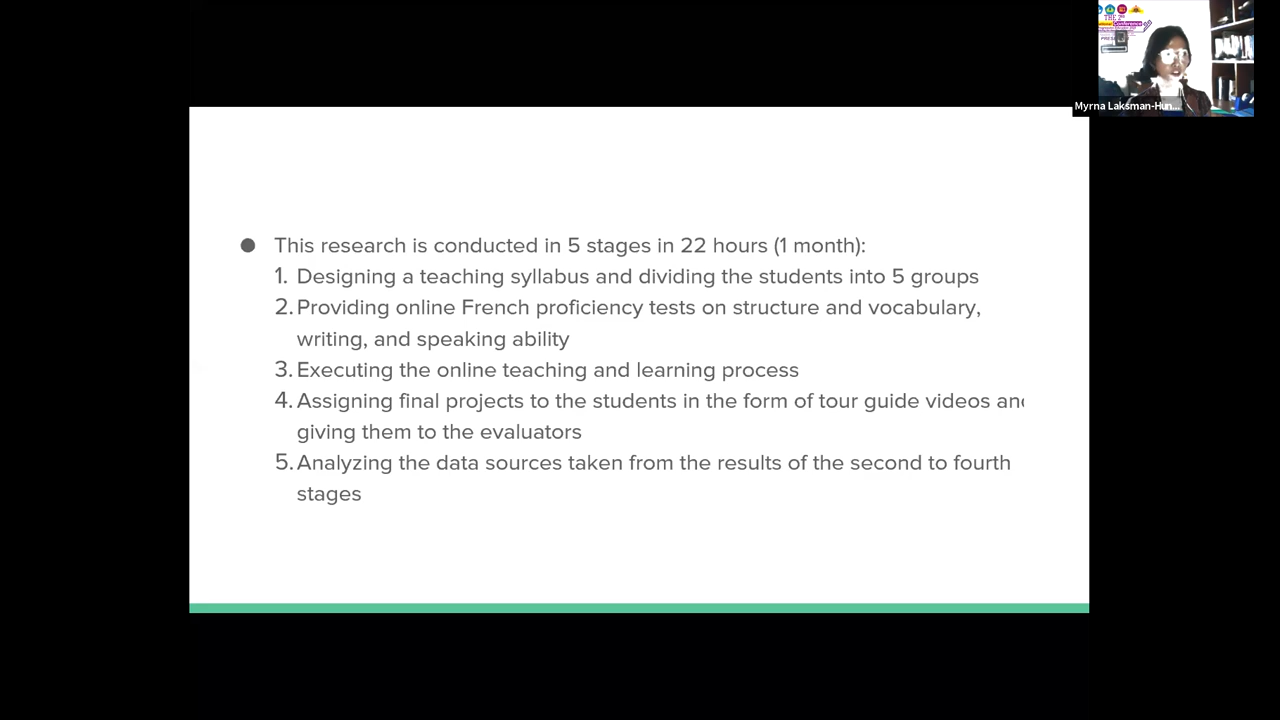 THE 2nd
Conference
Myrna Laksman-Hun...
● This research is conducted in 5 stages in 22 hours (1 month):
1. Designing a teaching syllabus and dividing the students into 5 groups
2. Providing online French proficiency tests on structure and vocabulary,
writing, and speaking ability
3. Executing the online teaching and learning process
4. Assigning final projects to the students in the form of tour guide videos and
giving them to the evaluators
5. Analyzing the data sources taken from the results of the second to fourth
stages